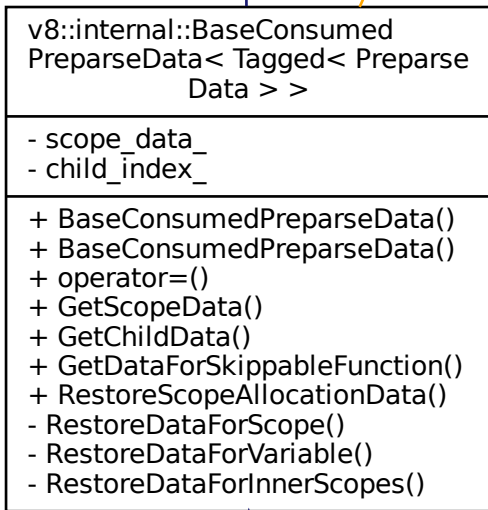 v8::internal::BaseConsumed
PreparseData< Tagged< Preparse
Data > >
- scope_data_
- child_index_
+ BaseConsumedPreparseData()
+ BaseConsumedPreparseData()
+ operator=()
+ GetScopeData()
+ GetChildData()
+ GetDataForSkippableFunction()
+ RestoreScopeAllocationData()
- RestoreDataForScope()
- RestoreDataForVariable()
- RestoreDataForInnerScopes()